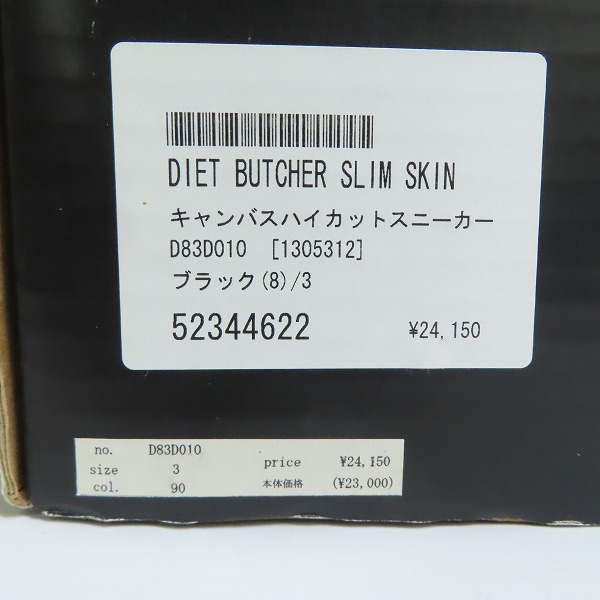 DIET BUTCHER SLIM SKIN
キャンバスハイカットスニーカー
D83D010 [1305312]
ブラック(8)/3
52344622 ¥24,150
no. D83D010 price ¥24,150
size 3 本体価格 (¥23,000)
col. 90